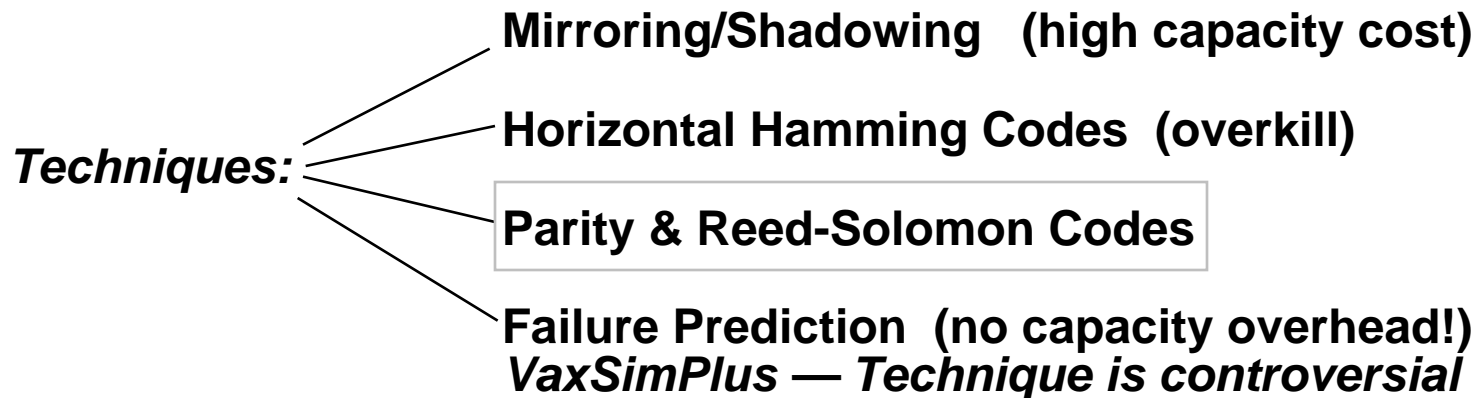 Techniques:
Mirroring/Shadowing (high capacity cost)
Horizontal Hamming Codes (overkill)
Parity & Reed-Solomon Codes
Failure Prediction (no capacity overhead!)
VaxSimPlus — Technique is controversial